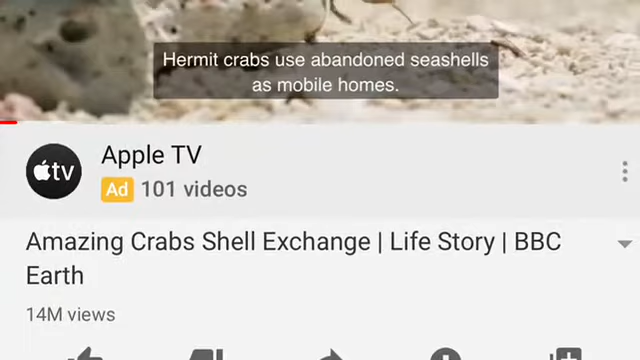 Hermit crabs use abandoned seashells
as mobile homes.
tv
Apple TV
Ad 101 videos
Amazing Crabs Shell Exchange | Life Story | BBC
Earth
14M views